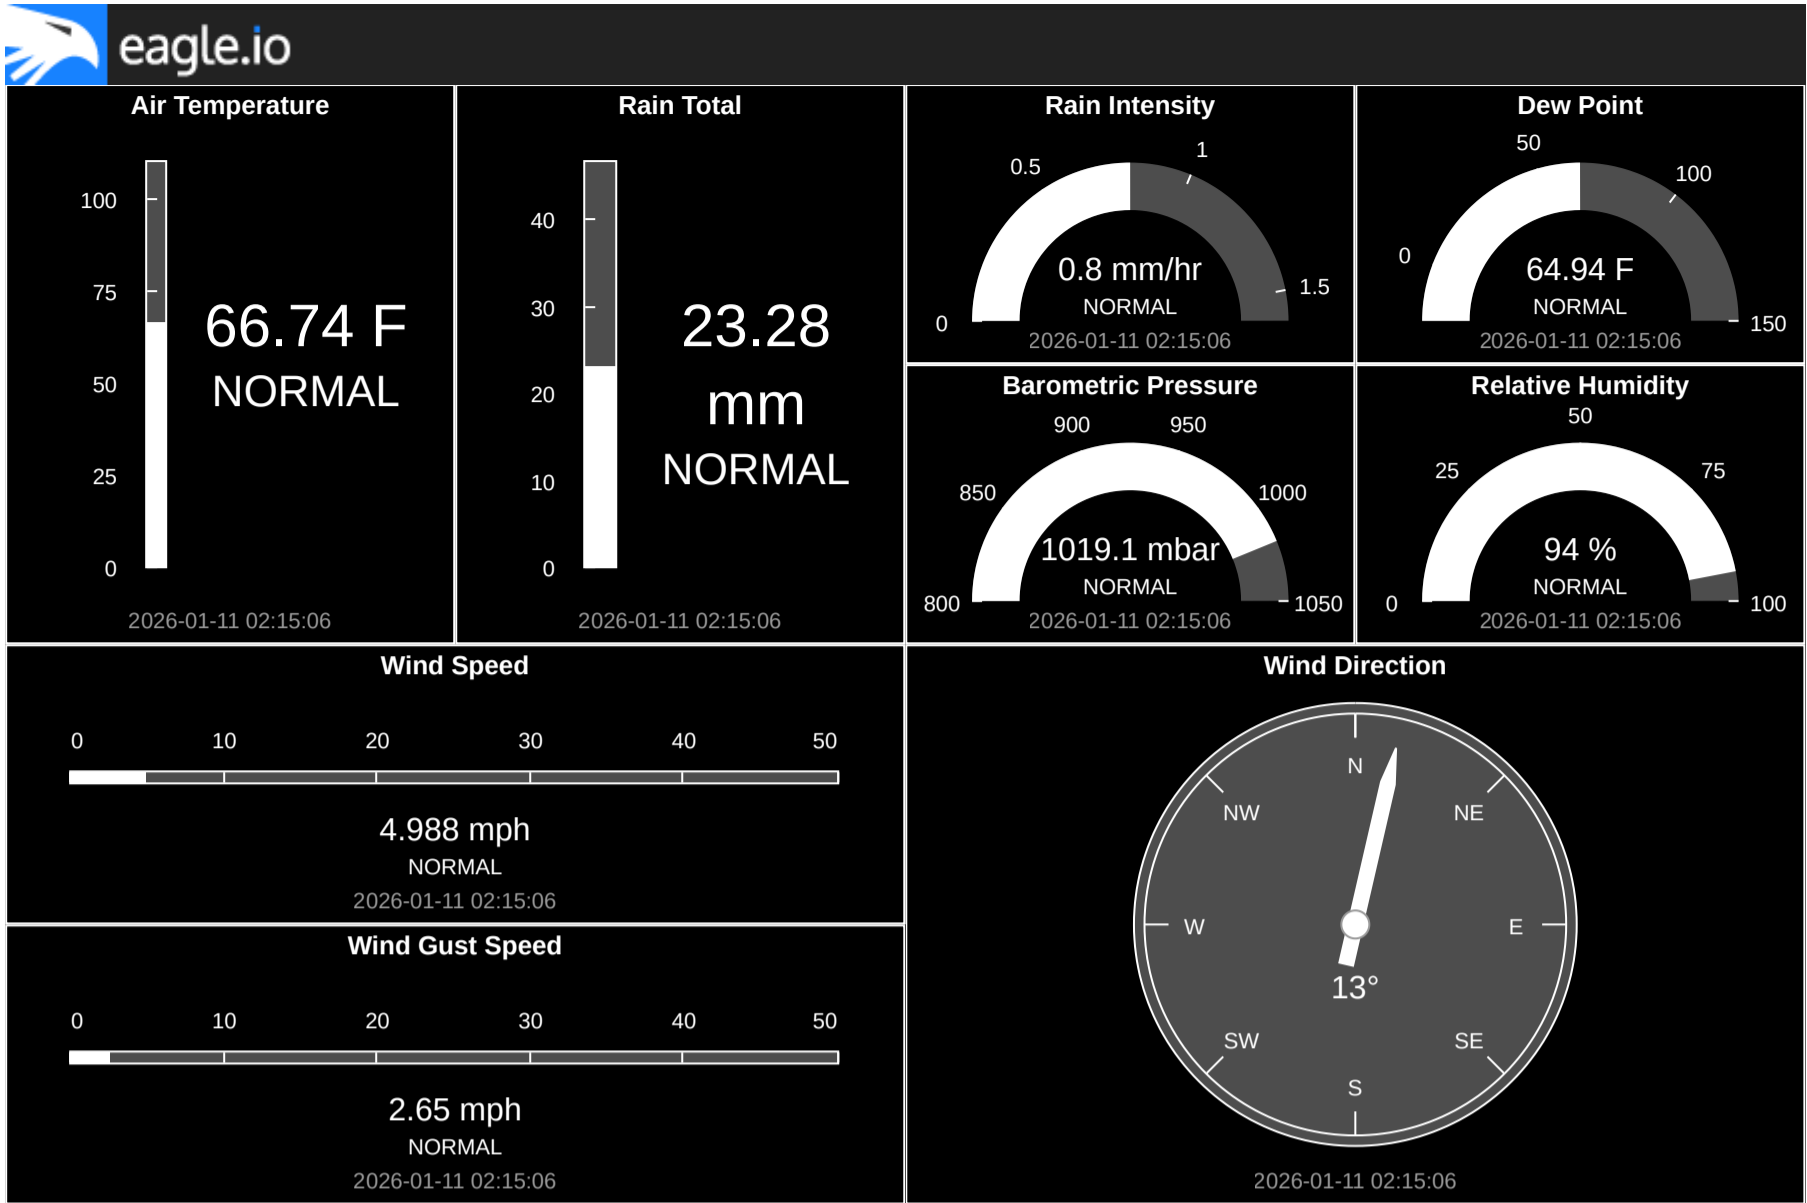 eagle.io
Air Temperature
100
75
50
25
0
66.74 F
NORMAL
2026-01-11 02:15:06
Rain Total
40
30
20
10
0
23.28
mm
NORMAL
2026-01-11 02:15:06
Rain Intensity
0
0.5
1
1.5
0.8 mm/hr
NORMAL
2026-01-11 02:15:06
Dew Point
0
50
100
150
64.94 F
NORMAL
2026-01-11 02:15:06
Barometric Pressure
800
850
900
950
1000
1050
1019.1 mbar
NORMAL
2026-01-11 02:15:06
Relative Humidity
0
25
50
75
100
94 %
NORMAL
2026-01-11 02:15:06
Wind Speed
0 10 20 30 40 50
4.988 mph
NORMAL
2026-01-11 02:15:06
Wind Gust Speed
0 10 20 30 40 50
2.65 mph
NORMAL
2026-01-11 02:15:06
Wind Direction
N
NE
E
SE
S
SW
W
NW
13°
2026-01-11 02:15:06